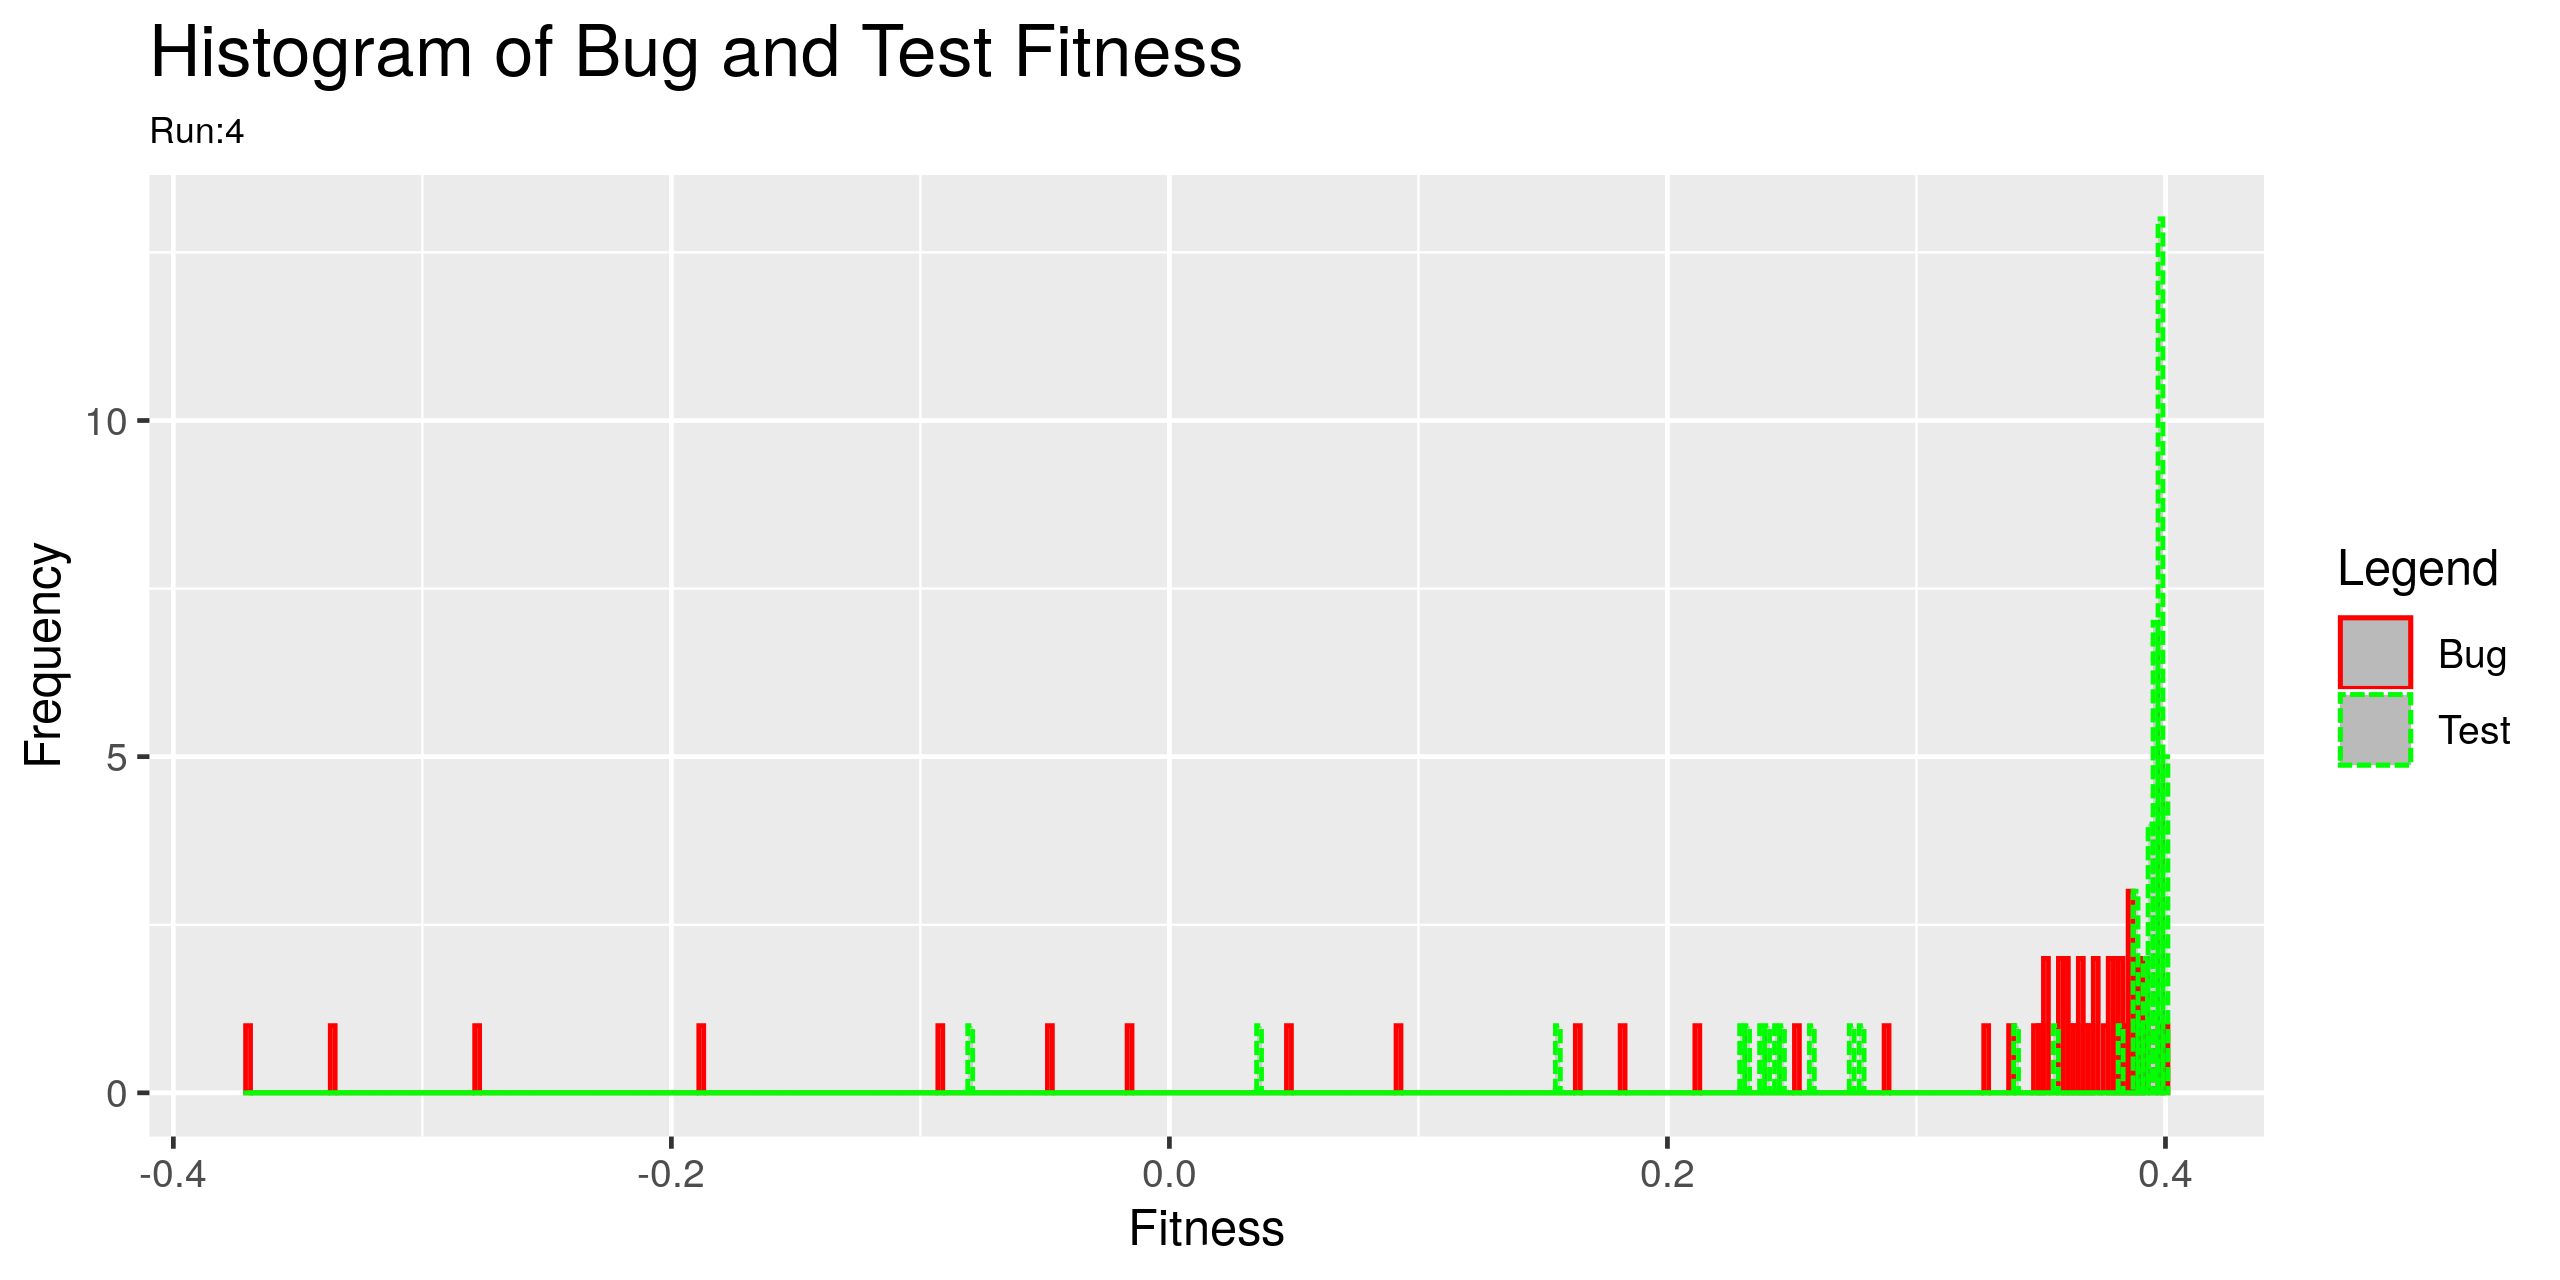 Histogram of Bug and Test Fitness
Run:4
Frequency
10
5
0
-0.4
-0.2
0.0
0.2
0.4
Fitness
Legend
Bug
Test